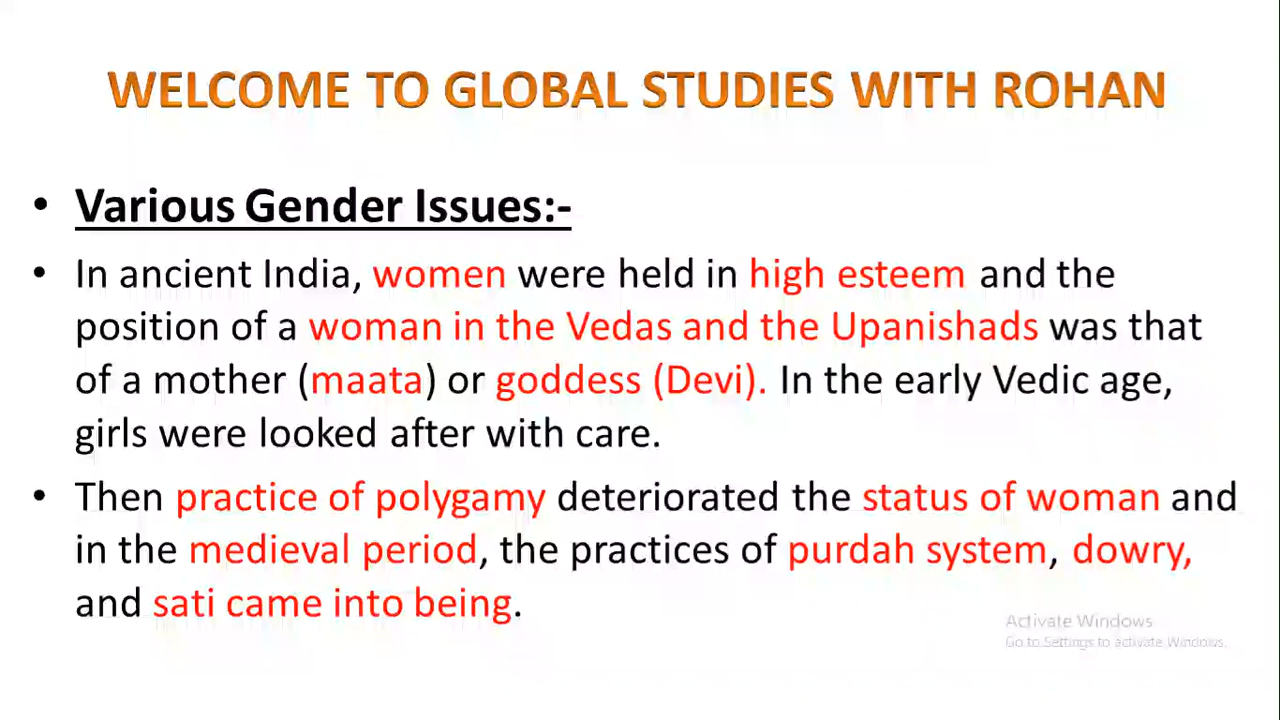 WELCOME TO GLOBAL STUDIES WITH ROHAN
• Various Gender Issues:-
• In ancient India, women were held in high esteem and the
position of a woman in the Vedas and the Upanishads was that
of a mother (maata) or goddess (Devi). In the early Vedic age,
girls were looked after with care.
• Then practice of polygamy deteriorated the status of woman and
in the medieval period, the practices of purdah system, dowry,
and sati came into being.
Activate Windows
Go to Settings to activate Windows.